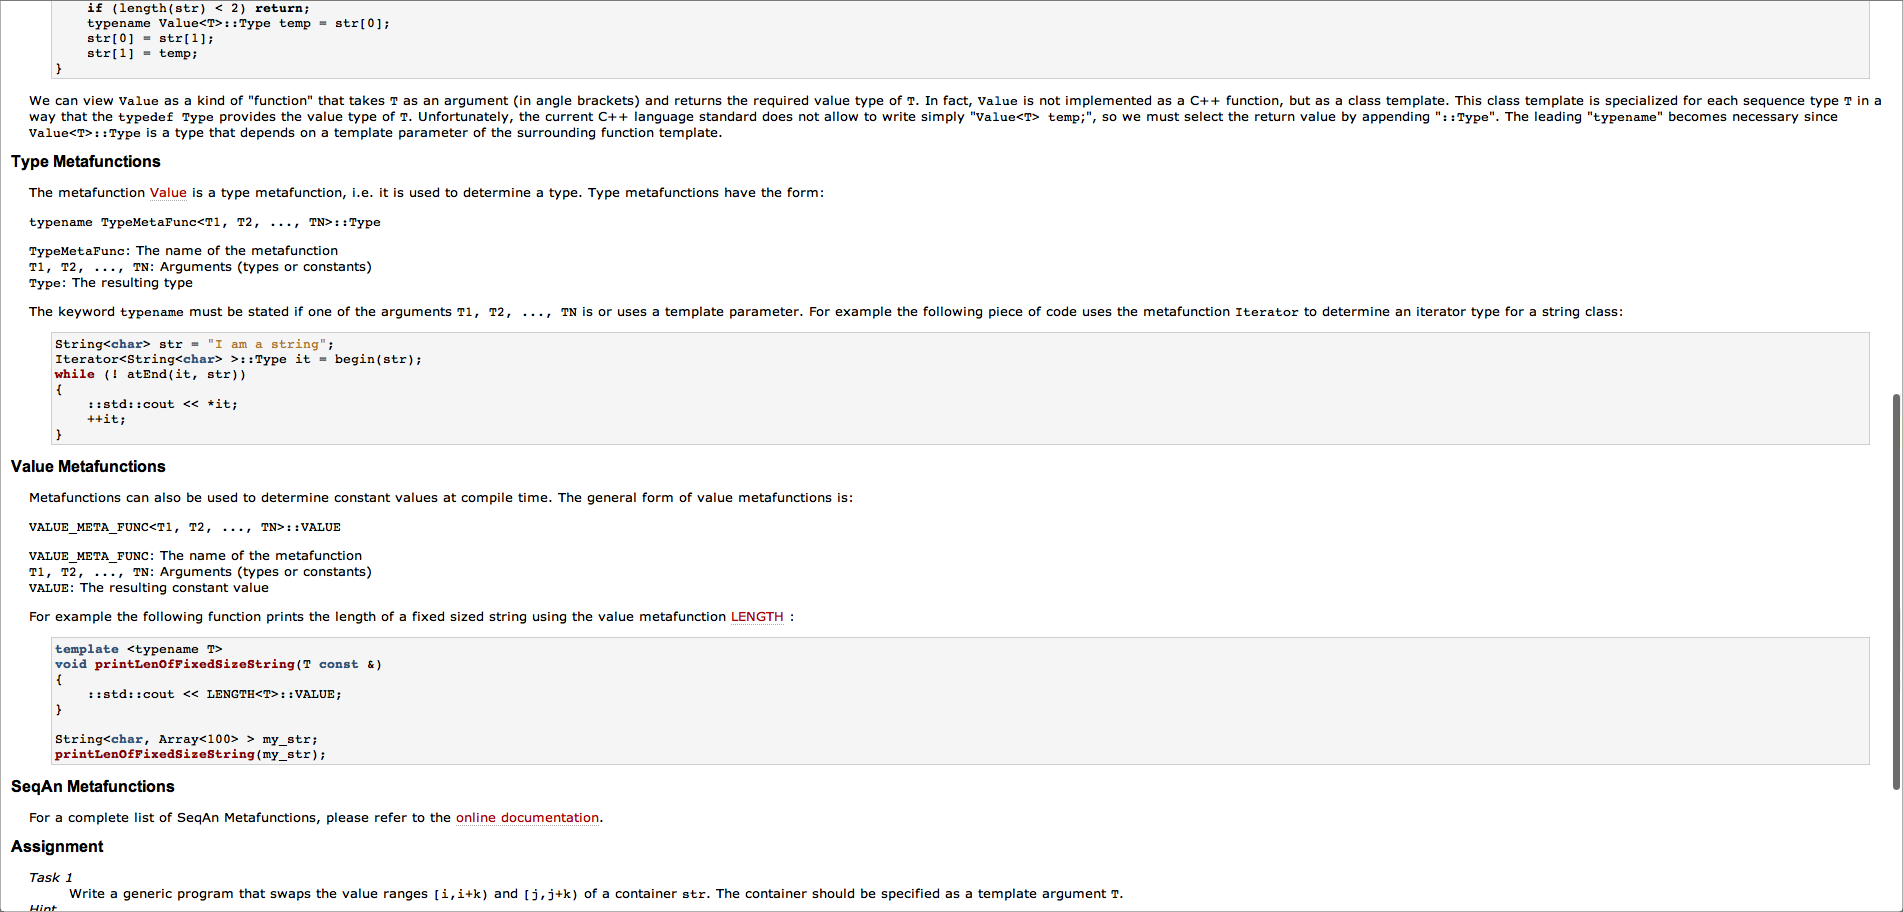 if (length(str) < 2) return;
    typename Value<T>::Type temp = str[0];
    str[0] = str[1];
    str[1] = temp;
}
We can view Value as a kind of "function" that takes T as an argument (in angle brackets) and returns the required value type of T. In fact, Value is not implemented as a C++ function, but as a class template. This class template is specialized for each sequence type T in a
way that the typedef Type provides the value type of T. Unfortunately, the current C++ language standard does not allow to write simply "Value<T> temp;", so we must select the return value by appending "::Type". The leading "typename" becomes necessary since
Value<T>::Type is a type that depends on a template parameter of the surrounding function template.
Type Metafunctions
The metafunction Value is a type metafunction, i.e. it is used to determine a type. Type metafunctions have the form:
typename TypeMetaFunc<T1, T2, ..., TN>::Type
TypeMetaFunc: The name of the metafunction
T1, T2, ..., TN: Arguments (types or constants)
Type: The resulting type
The keyword typename must be stated if one of the arguments T1, T2, ..., TN is or uses a template parameter. For example the following piece of code uses the metafunction Iterator to determine an iterator type for a string class:
String<char> str = "I am a string";
Iterator<String<char> >::Type it = begin(str);
while (! atEnd(it, str))
{
    ::std::cout << *it;
    ++it;
}
Value Metafunctions
Metafunctions can also be used to determine constant values at compile time. The general form of value metafunctions is:
VALUE_META_FUNC<T1, T2, ..., TN>::VALUE
VALUE_META_FUNC: The name of the metafunction
T1, T2, ..., TN: Arguments (types or constants)
VALUE: The resulting constant value
For example the following function prints the length of a fixed sized string using the value metafunction LENGTH :
template <typename T>
void printLenOfFixedSizeString(T const &)
{
    ::std::cout << LENGTH<T>::VALUE;
}
String<char, Array<100> > my_str;
printLenOfFixedSizeString(my_str);
SeqAn Metafunctions
For a complete list of SeqAn Metafunctions, please refer to the online documentation.
Assignment
Task 1
Write a generic program that swaps the value ranges [i,i+k) and [j,j+k) of a container str. The container should be specified as a template argument T.
Hint